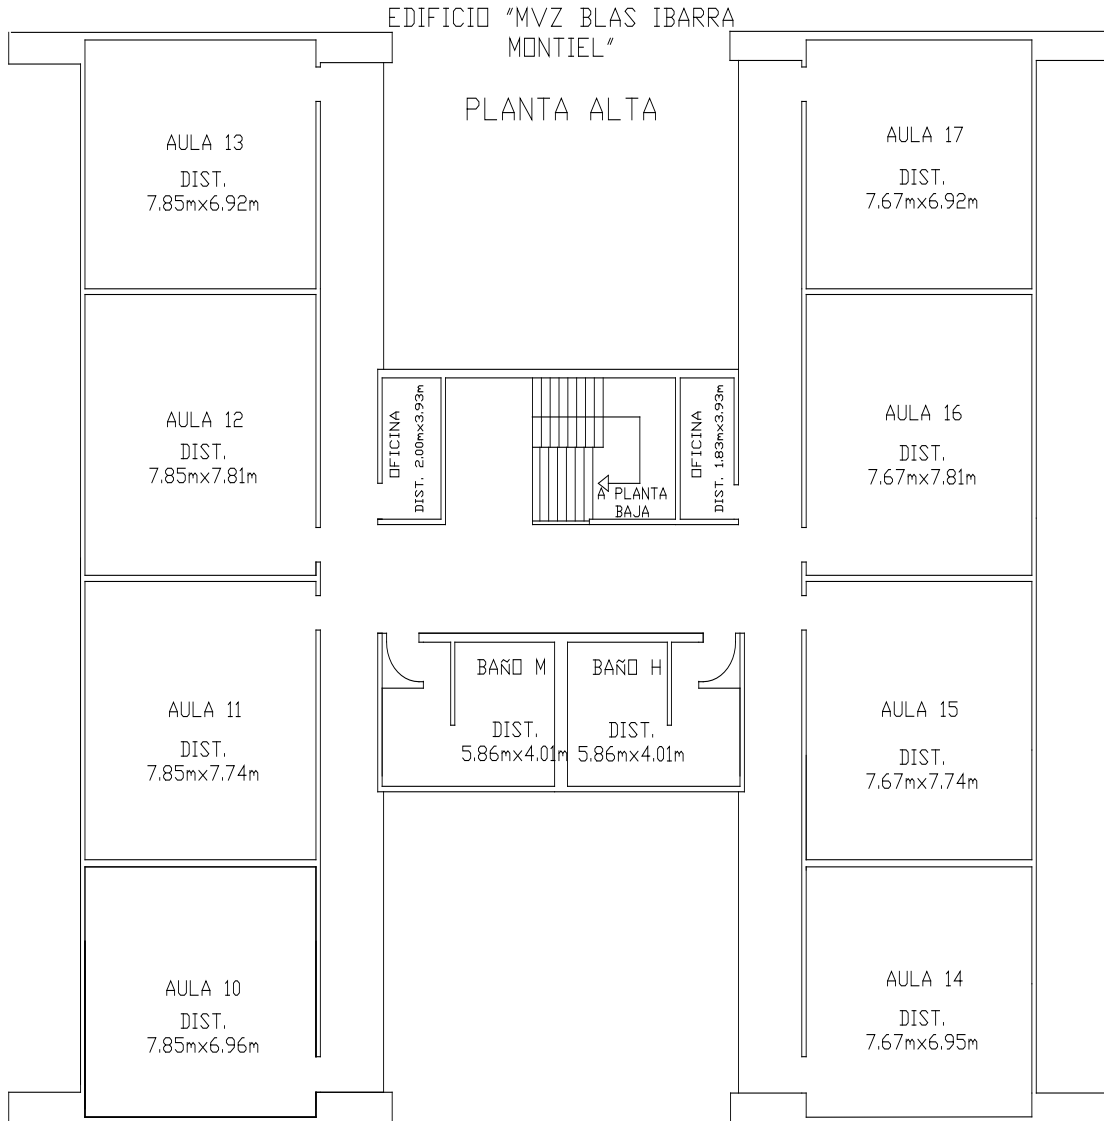 EDIFICIO "MVZ BLAS IBARRA
MONTIEL"
PLANTA ALTA
AULA 13
DIST.
7.85mx6.92m
AULA 17
DIST.
7.67mx6.92m
AULA 12
DIST.
7.85mx7.81m
OFICINA
DIST. 2.00mx3.93m
A PLANTA
BAJA
OFICINA
DIST. 1.83mx3.93m
AULA 16
DIST.
7.67mx7.81m
AULA 11
DIST.
7.85mx7.74m
BAÑO M
DIST.
5.86mx4.01m
BAÑO H
DIST.
5.86mx4.01m
AULA 15
DIST.
7.67mx7.74m
AULA 10
DIST.
7.85mx6.96m
AULA 14
DIST.
7.67mx6.95m